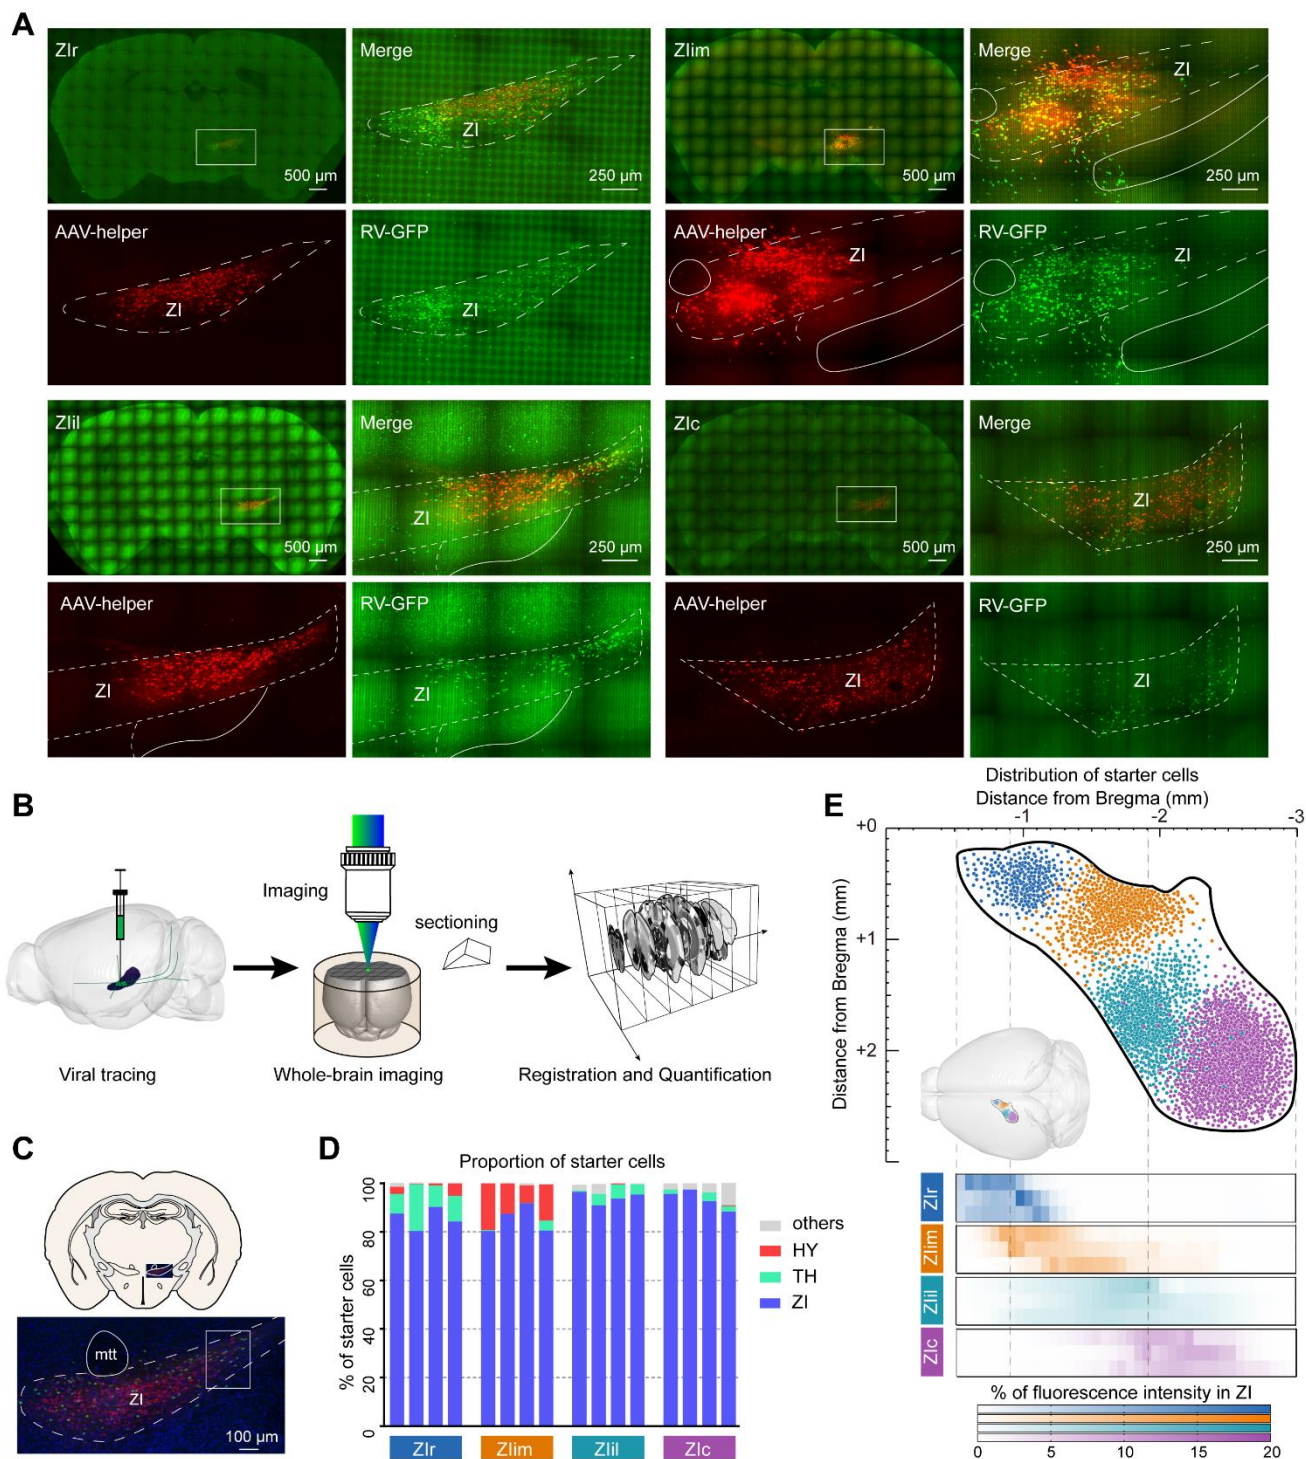 A
ZIr
Merge
ZIim
Merge
ZI
ZI
500 µm
250 µm
500 µm
250 µm
AAV-helper
RV-GFP
AAV-helper
RV-GFP
ZI
ZI
ZI
ZI
ZIil
Merge
ZIc
Merge
ZI
ZI
500 µm
250 µm
500 µm
250 µm
AAV-helper
RV-GFP
AAV-helper
RV-GFP
ZI
ZI
ZI
ZI
B
Imaging
sectioning
Viral tracing
Whole-brain imaging
Registration and Quantification
C
mtt
ZI
100 µm
D
Proportion of starter cells
% of starter cells
100
80
60
40
20
0
others
HY
TH
ZI
ZIr
ZIim
ZIil
ZIc
E
Distribution of starter cells
Distance from Bregma (mm)
-1
-2
-3
Distance from Bregma (mm)
+0
+1
+2
ZIr
ZIim
ZIil
ZIc
% of fluorescence intensity in ZI
0
5
10
15
20